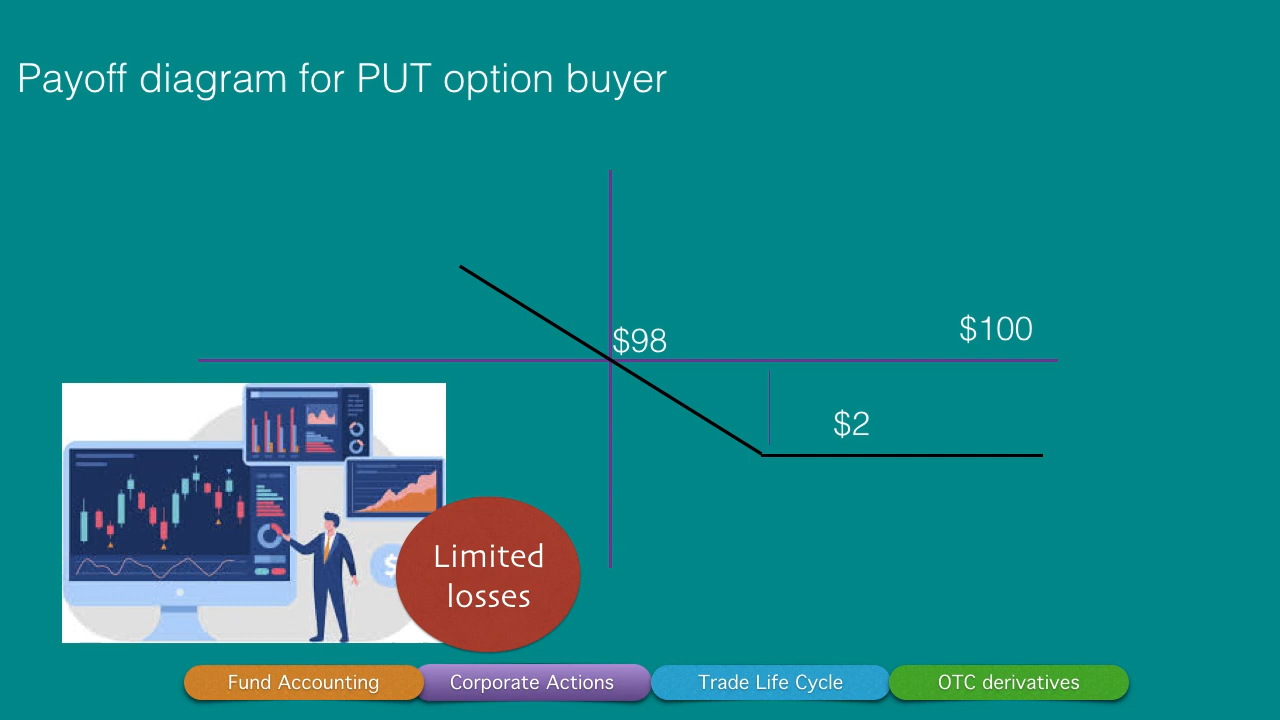 Payoff diagram for PUT option buyer
$100
$98
$2
$
Limited
losses
Fund Accounting
Corporate Actions
Trade Life Cycle
OTC derivatives